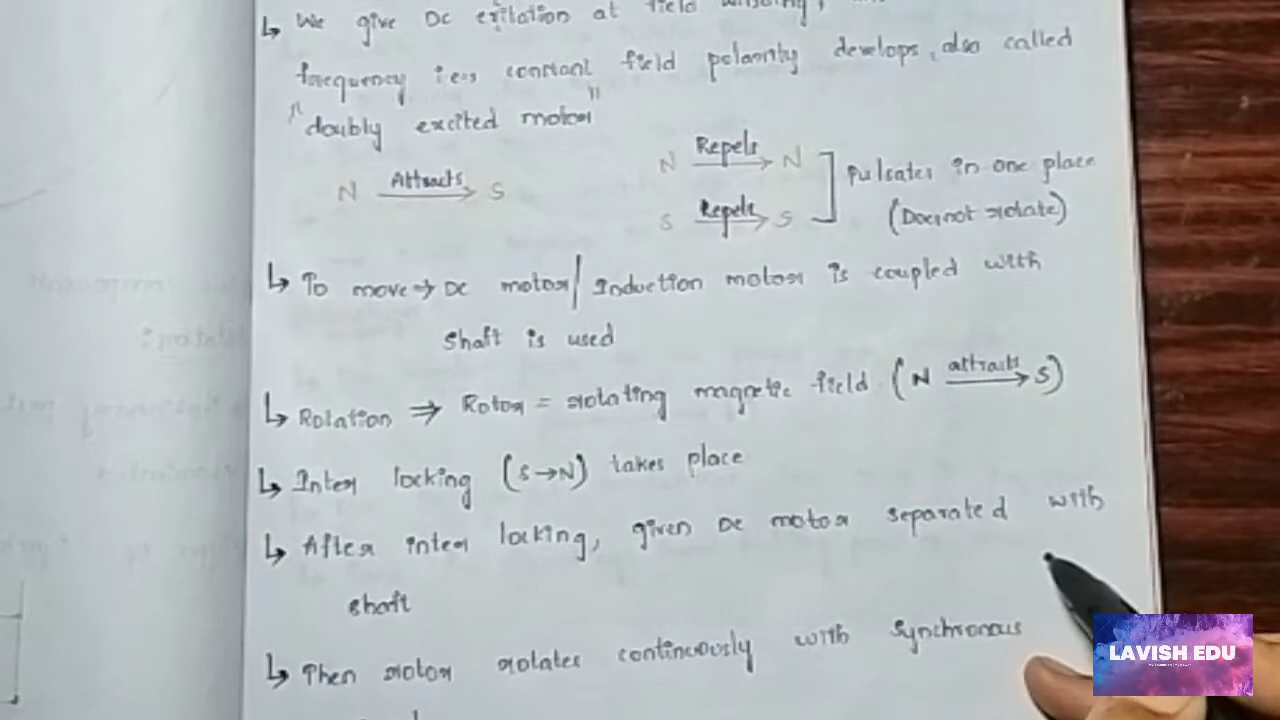 ↳ We give DC exitation at field winding,
frequency i.e., constant field polarity develops, also called
"doubly excited motor"
N Attracts→ S
N Repels→ N
S Repels→ S
Pulsates in one place
(Does not rotate)
↳ To move → DC motor/Induction motor is coupled with
shaft is used
↳ Rotation ⇒ Rotor = rotating magnetic field (N attracts→ S)
↳ Inter locking (S→N) takes place
↳ After inter locking, given DC motor separated with
shaft
↳ Then rotor rotates continuously with synchronous
LAVISH EDU